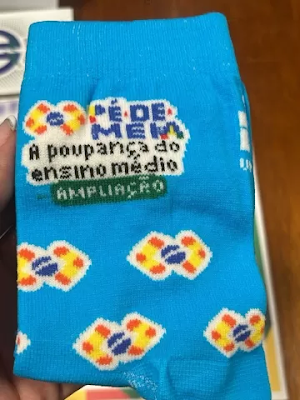 PÉ-DE-
MEIA
A poupança do
ensino médio
AMPLIAÇÃO